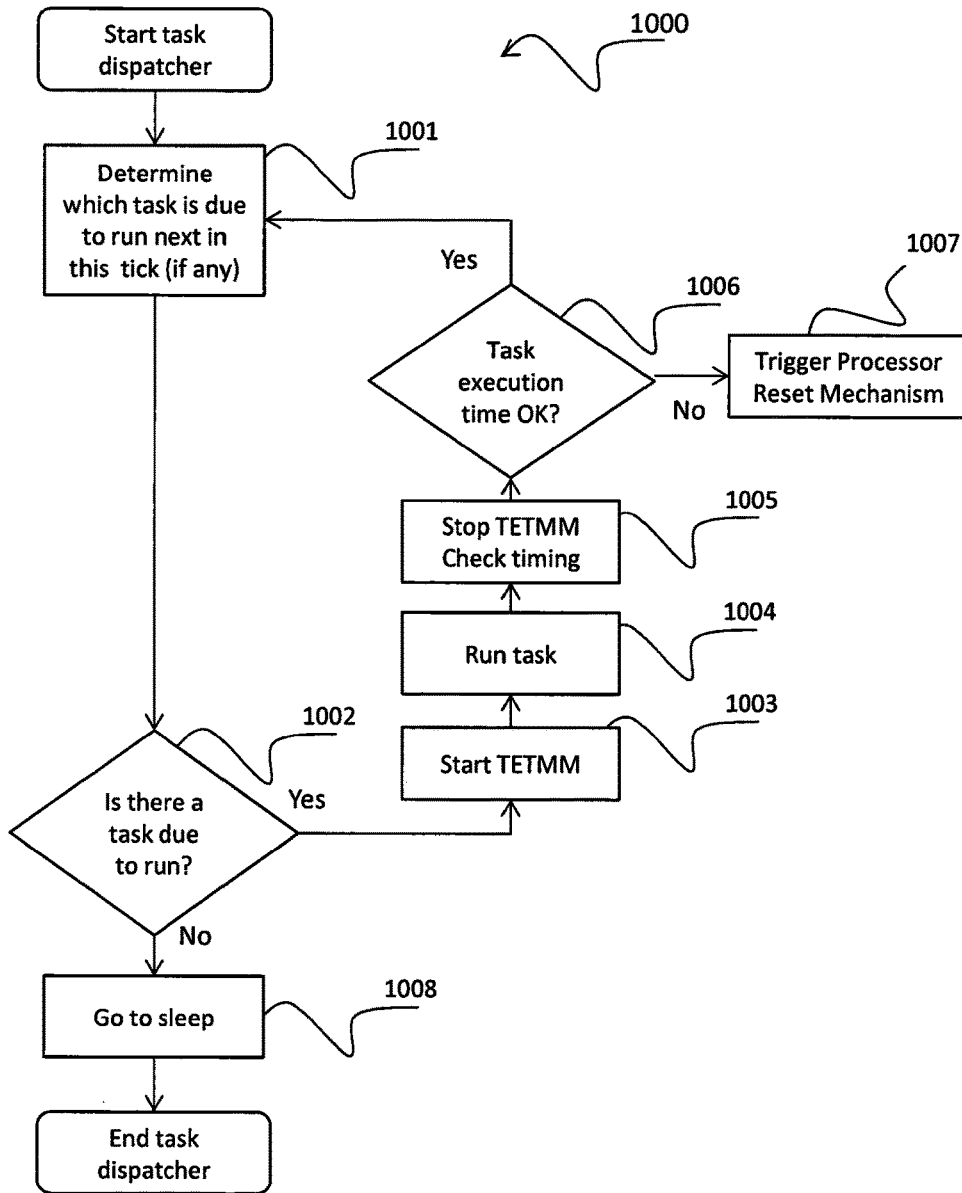 Start task
dispatcher
1000
1001
Determine
which task is due
to run next in
this tick (if any)
Yes
1006
1007
Task
execution
time OK?
No
Trigger Processor
Reset Mechanism
1005
Stop TETMM
Check timing
1004
Run task
1003
Start TETMM
1002
Is there a
task due
to run?
Yes
No
1008
Go to sleep
End task
dispatcher